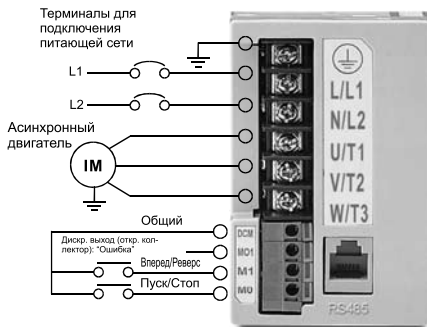 Терминалы для
подключения
питающей сети
L1
L2
Асинхронный
двигатель
IM
L/L1
N/L2
U/T1
V/T2
W/T3
Общий
Дискр. выход (откр. кол-
лектор): "Ошибка"
Вперед/Реверс
Пуск/Стоп
DCM
MO1
M1
M0
RS485